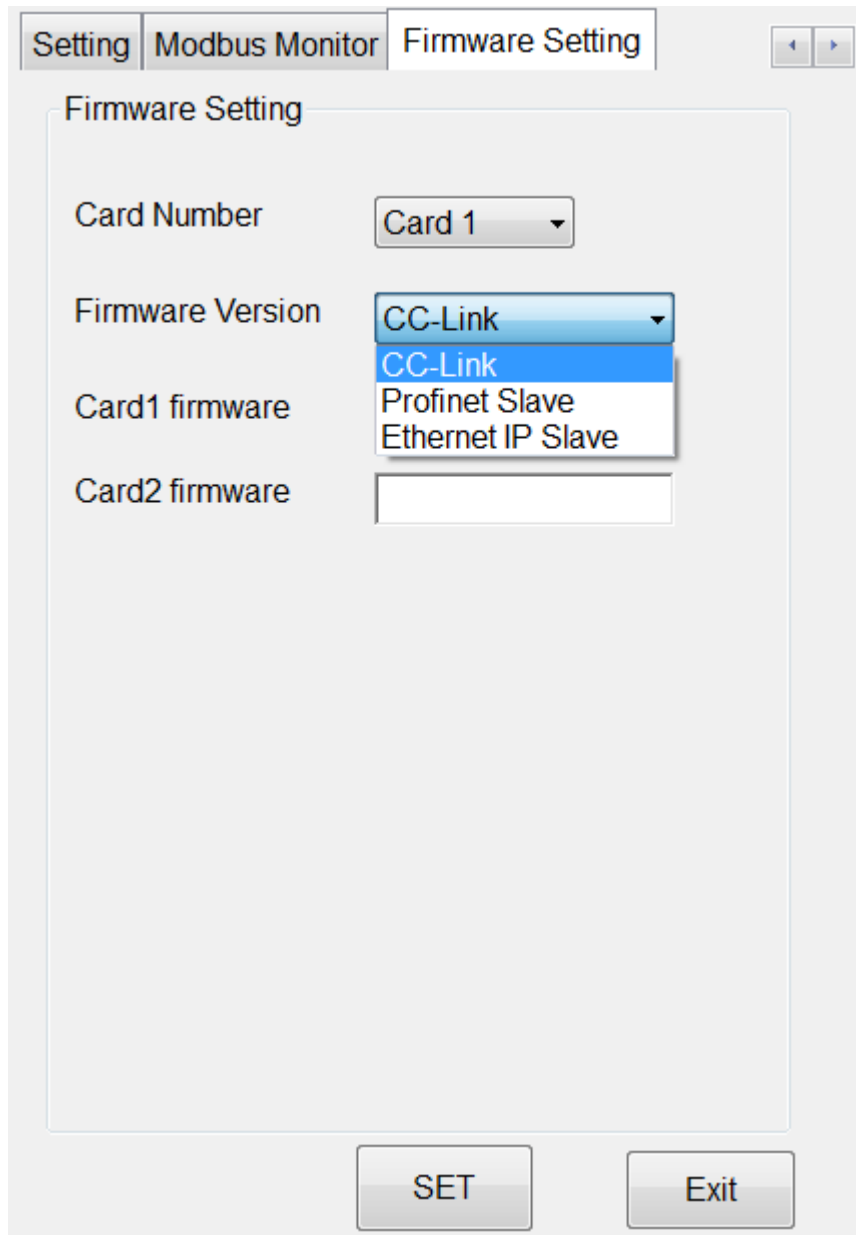 Setting Modbus Monitor Firmware Setting
Firmware Setting
Card Number Card 1
Firmware Version CC-Link
CC-Link
Profinet Slave
Card1 firmware
Ethernet IP Slave
Card2 firmware
SET Exit